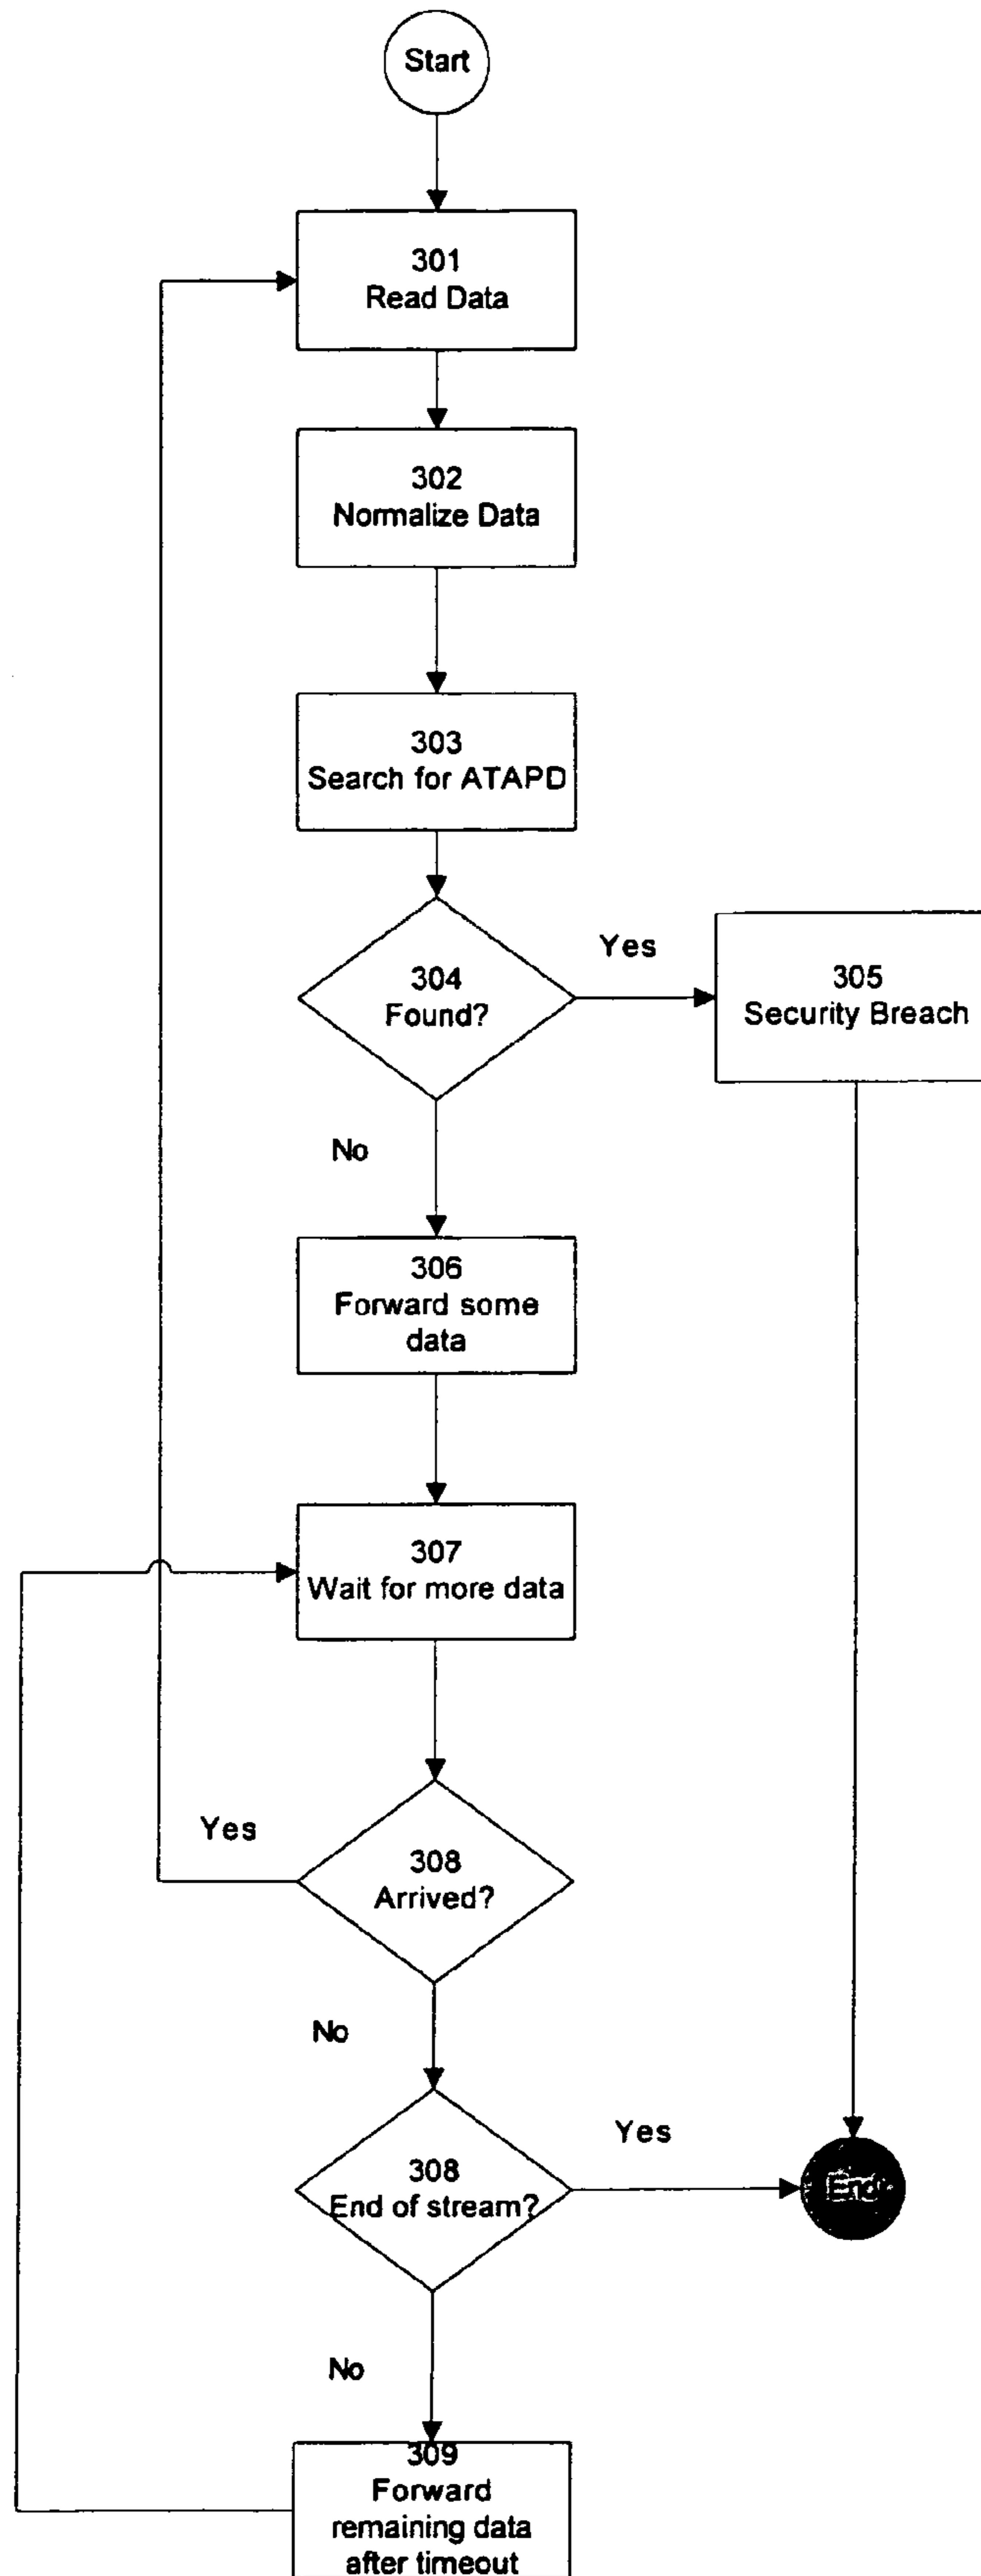 Start
301
Read Data
302
Normalize Data
303
Search for ATAPD
304
Found?
Yes
305
Security Breach
No
306
Forward some
data
307
Wait for more data
Yes
308
Arrived?
No
308
End of stream?
Yes
End
No
309
Forward
remaining data
after timeout